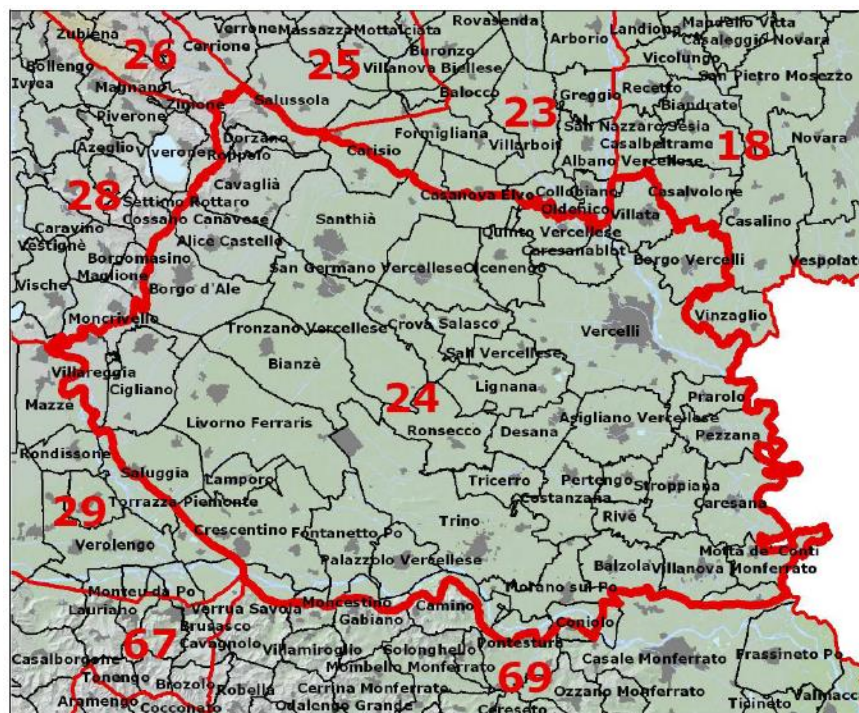 Zubiena
26
Verrone
Massazza
Mottalciata
Rovasenda
Landiona
Mandello Vitta
Cerrione
25
Buronzo
Arborio
Casaleggio Novara
Bollengo
Villanova Biellese
Vicolungo
Ivrea
Magnano
Balocco
Greggio
Recetto
San Pietro Mosezzo
Zimone
Salussola
23
Biandrate
Piverone
Formigliana
San Nazzaro Sesia
Novara
Azeglio
Viverone
Dorzano
Roppolo
Carisio
Villarboit
Casalbeltrame
18
Albano Vercellese
28
Cavaglià
Casanova Elvo
Collobiano
Casalvolone
Settimo Rottaro
Oldenico
Villata
Casalino
Caravino
Cossano Canavese
Santhià
Quinto Vercellese
Vestignè
Alice Castello
Caresanablot
Borgo Vercelli
Vespolate
Borgomasino
San Germano Vercellese
Olcenengo
Vische
Maglione
Borgo d'Ale
Vinzaglio
Moncrivello
Crova
Salasco
Tronzano Vercellese
Vercelli
San Vercellese
Villareggia
Bianzè
Cigliano
Lignana
Prarolo
Mazzè
24
Livorno Ferraris
Ronsecco
Desana
Asigliano Vercellese
Pezzana
Rondissone
Saluggia
Lamporo
Tricerro
Pertengo
Stroppiana
29
Torrazza Piemonte
Costanzana
Rive
Caresana
Crescentino
Fontanetto Po
Trino
Verolengo
Palazzolo Vercellese
Balzola
Motta de' Conti
Villanova Monferrato
Monteu da Po
Morano sul Po
Lauriano
Verrua Savoia
Moncestino
Camino
67
Brusasco
Gabiano
Coniolo
Cavagnolo
Pontestura
Casalborgone
Villamiroglio
Solonghello
Casale Monferrato
Frassineto Po
Tonengo
Mombello Monferrato
69
Brozolo
Robella
Cerrina Monferrato
Ozzano Monferrato
Aramengo
Cocconato
Odalengo Grande
Cereseto
Ticineto
Valmacca